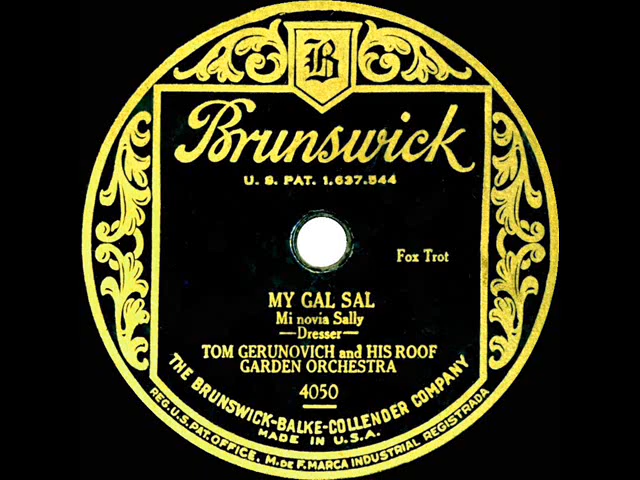 B
Brunswick
U. S. PAT. 1,637,544
Fox Trot
MY GAL SAL
Mi novia Sally
—Dresser—
TOM GERUNOVICH and HIS ROOF
GARDEN ORCHESTRA
4050
THE BRUNSWICK-BALKE-COLLENDER COMPANY
MADE IN U.S.A.
REG. U.S. PAT. OFFICE. M. DE F. MARCA INDUSTRIAL REGISTRADA